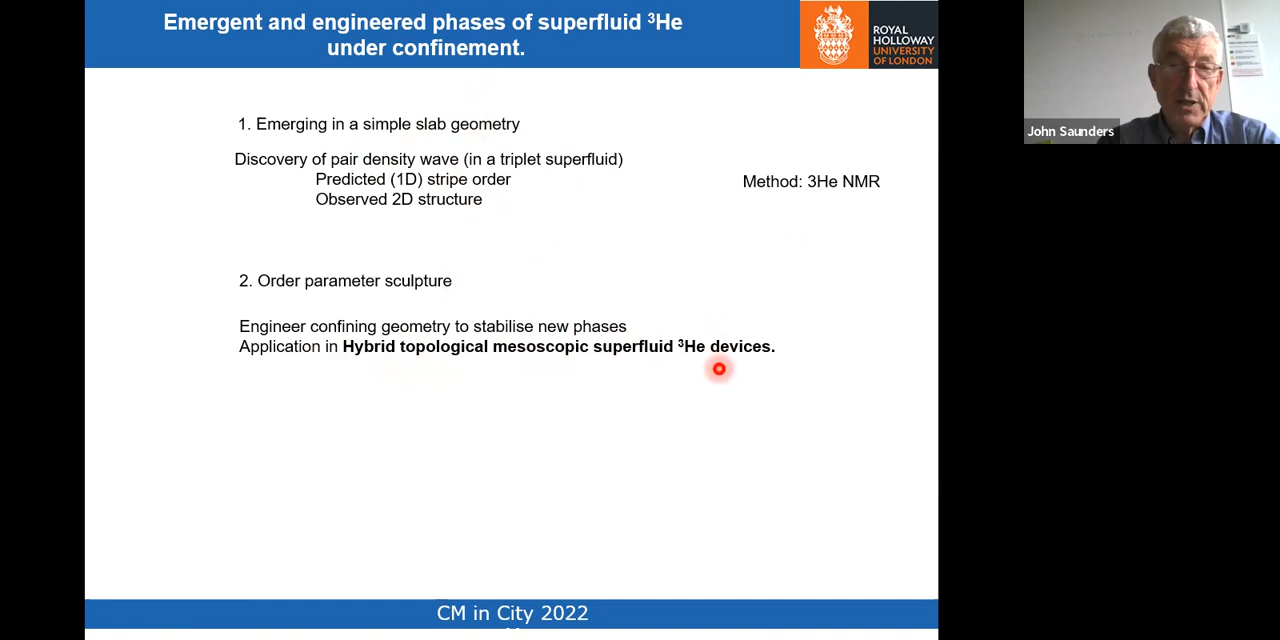 Emergent and engineered phases of superfluid ³He
under confinement.
ROYAL
HOLLOWAY
UNIVERSITY
OF LONDON
John Saunders
1. Emerging in a simple slab geometry
Discovery of pair density wave (in a triplet superfluid)
Predicted (1D) stripe order
Observed 2D structure
Method: 3He NMR
2. Order parameter sculpture
Engineer confining geometry to stabilise new phases
Application in Hybrid topological mesoscopic superfluid ³He devices.
CM in City 2022